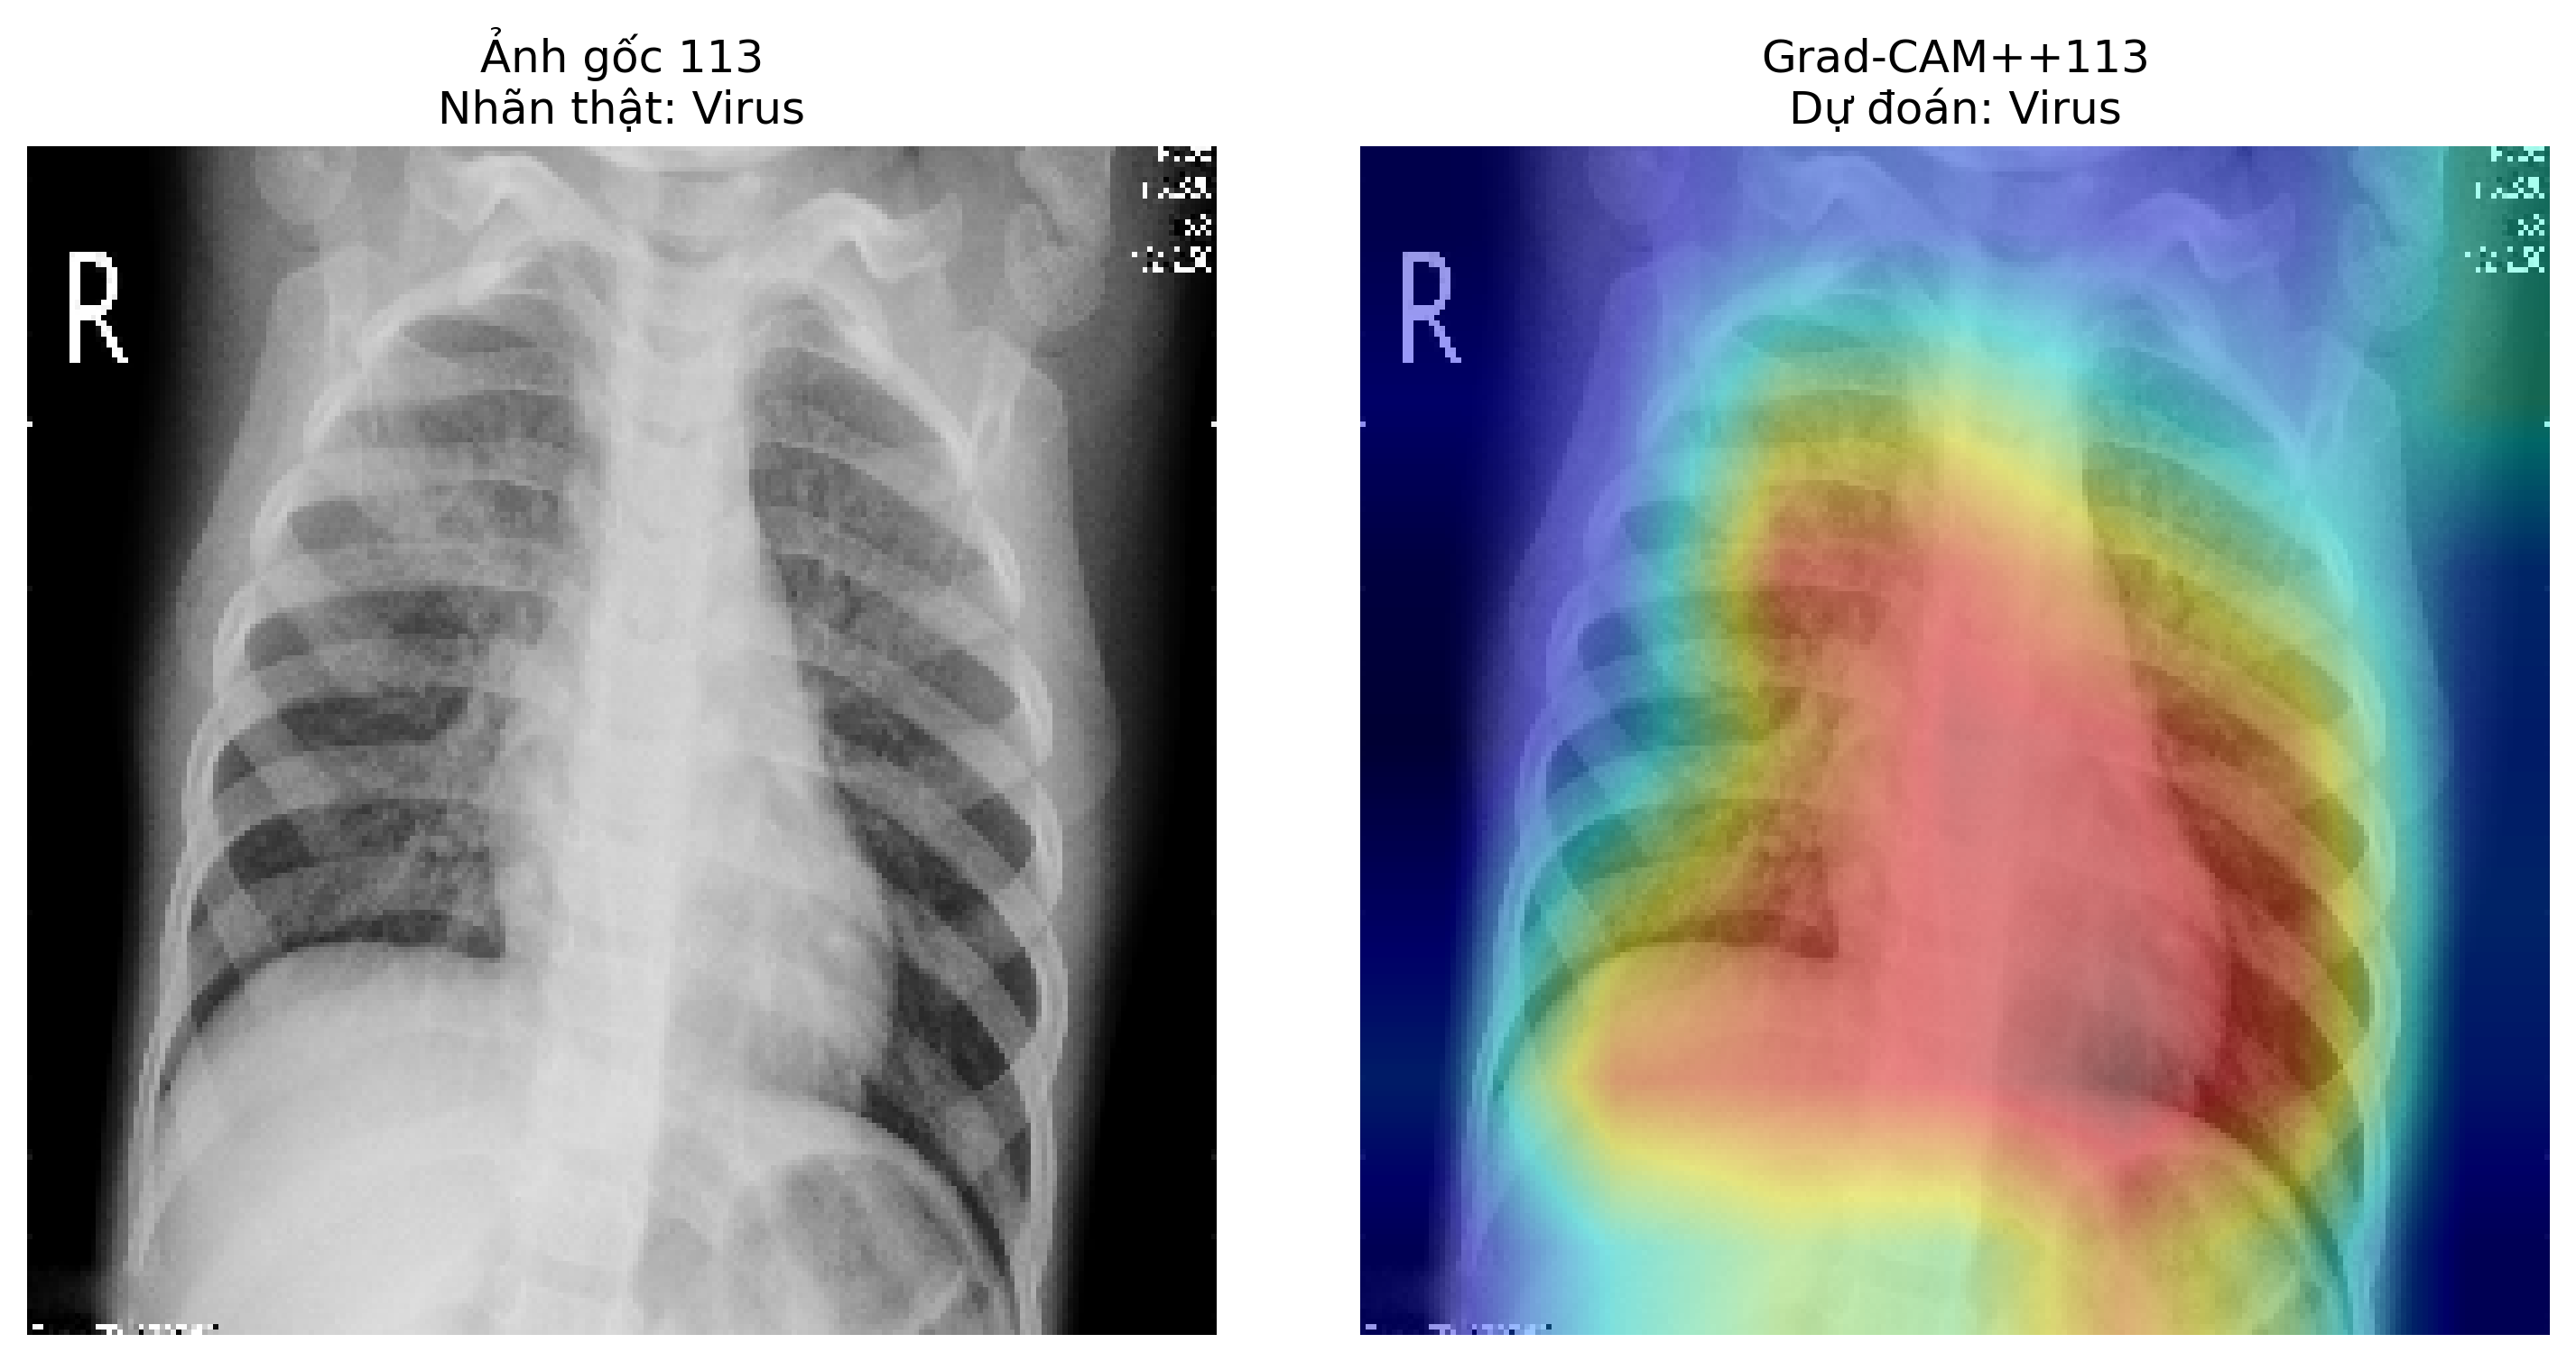 Ảnh gốc 113
Nhãn thật: Virus
Grad-CAM++113
Dự đoán: Virus
R
R